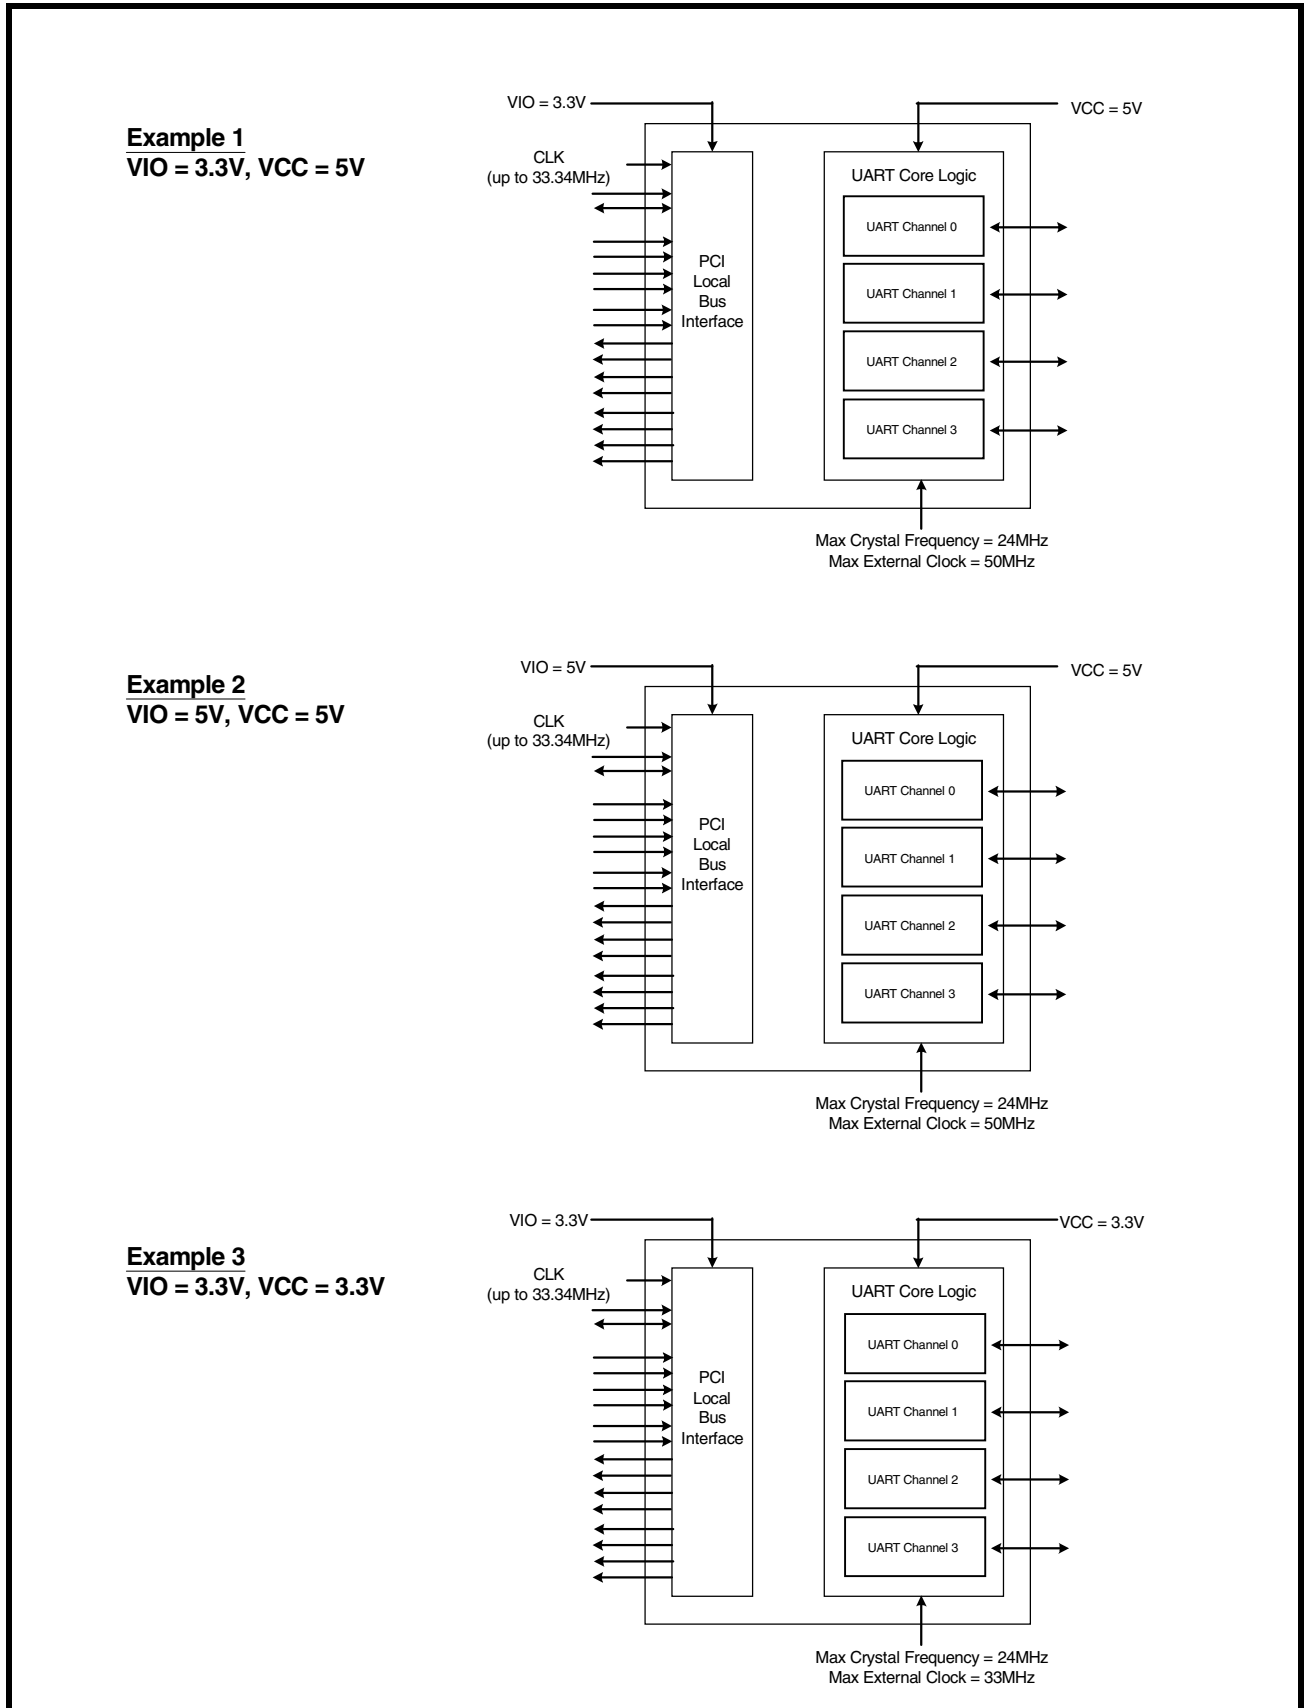 VIO = 3.3V
VCC = 5V
Example 1
VIO = 3.3V, VCC = 5V
CLK
(up to 33.34MHz)
UART Core Logic
UART Channel 0
PCI
Local
Bus
Interface
UART Channel 1
UART Channel 2
UART Channel 3
Max Crystal Frequency = 24MHz
Max External Clock = 50MHz
VIO = 5V
VCC = 5V
Example 2
VIO = 5V, VCC = 5V
CLK
(up to 33.34MHz)
UART Core Logic
UART Channel 0
PCI
Local
Bus
Interface
UART Channel 1
UART Channel 2
UART Channel 3
Max Crystal Frequency = 24MHz
Max External Clock = 50MHz
VIO = 3.3V
VCC = 3.3V
Example 3
VIO = 3.3V, VCC = 3.3V
CLK
(up to 33.34MHz)
UART Core Logic
UART Channel 0
PCI
Local
Bus
Interface
UART Channel 1
UART Channel 2
UART Channel 3
Max Crystal Frequency = 24MHz
Max External Clock = 33MHz